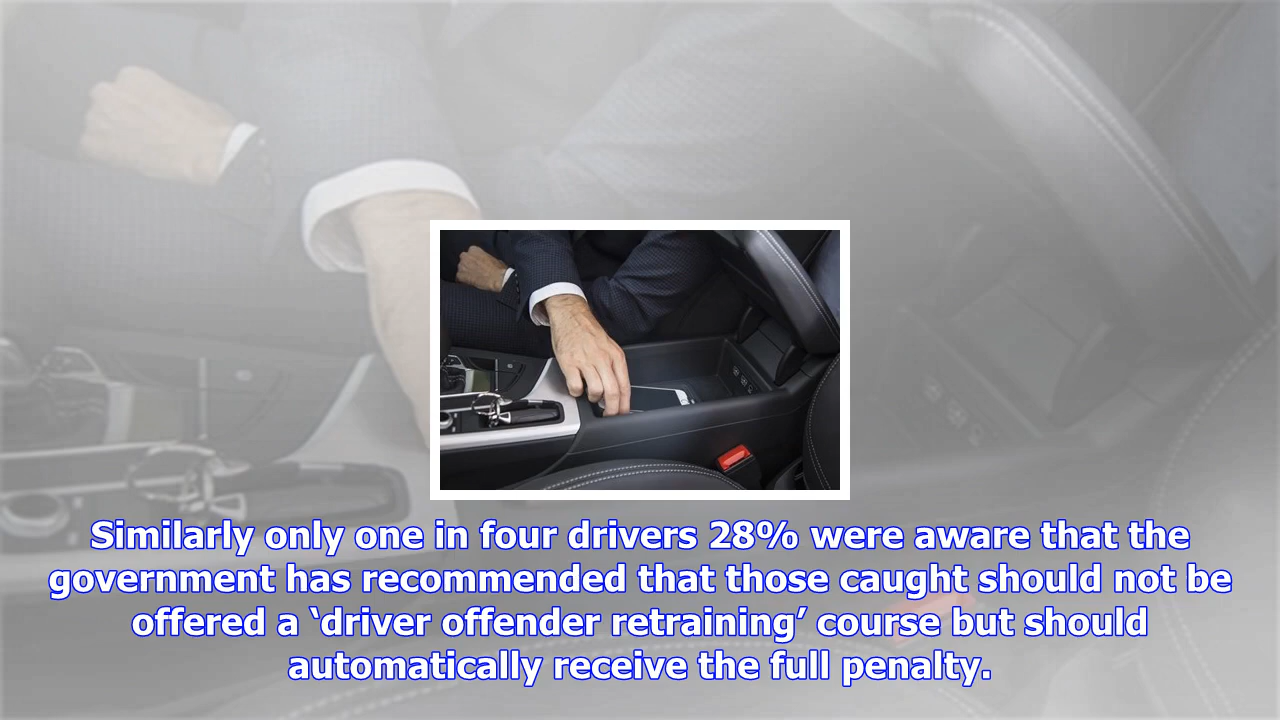 Similarly only one in four drivers 28% were aware that the
government has recommended that those caught should not be
offered a ‘driver offender retraining’ course but should
automatically receive the full penalty.